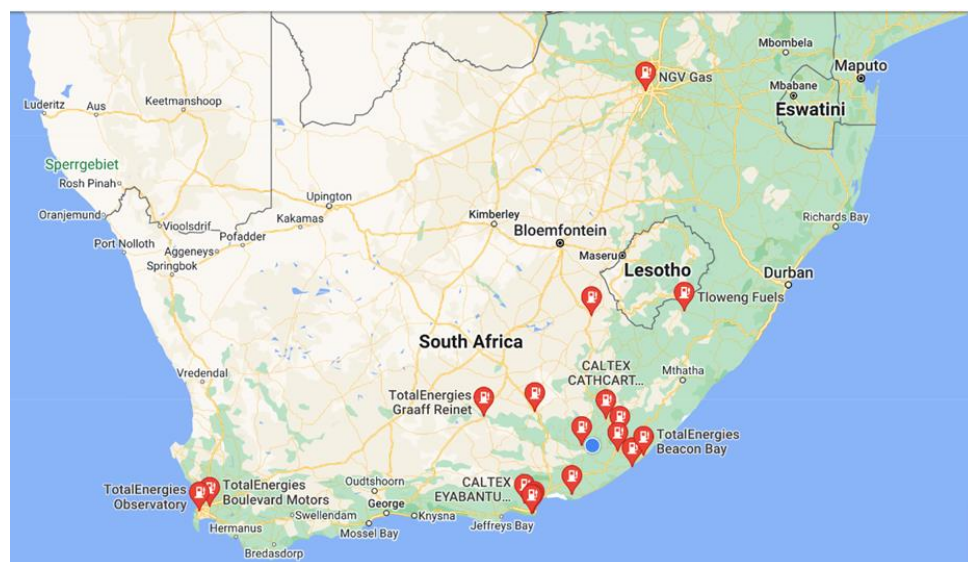 Mbombela
Maputo
NGV Gas
Mbabane
Eswatini
Luderitz
Aus
Keetmanshoop
Sperrgebiet
Rosh Pinah
Upington
Oranjemund
Vioolsdrif
Kakamas
Kimberley
Richards Bay
Pofadder
Bloemfontein
Port Nolloth
Aggeneys
Maseru
Springbok
Lesotho
Durban
Tloweng Fuels
South Africa
CALTEX
CATHCART...
Mthatha
Vredendal
TotalEnergies
Graaff Reinet
TotalEnergies
Beacon Bay
TotalEnergies
Observatory
TotalEnergies
Boulevard Motors
Oudtshoorn
CALTEX
EYABANTU...
George
Swellendam
Knysna
Hermanus
Mossel Bay
Jeffreys Bay
Bredasdorp